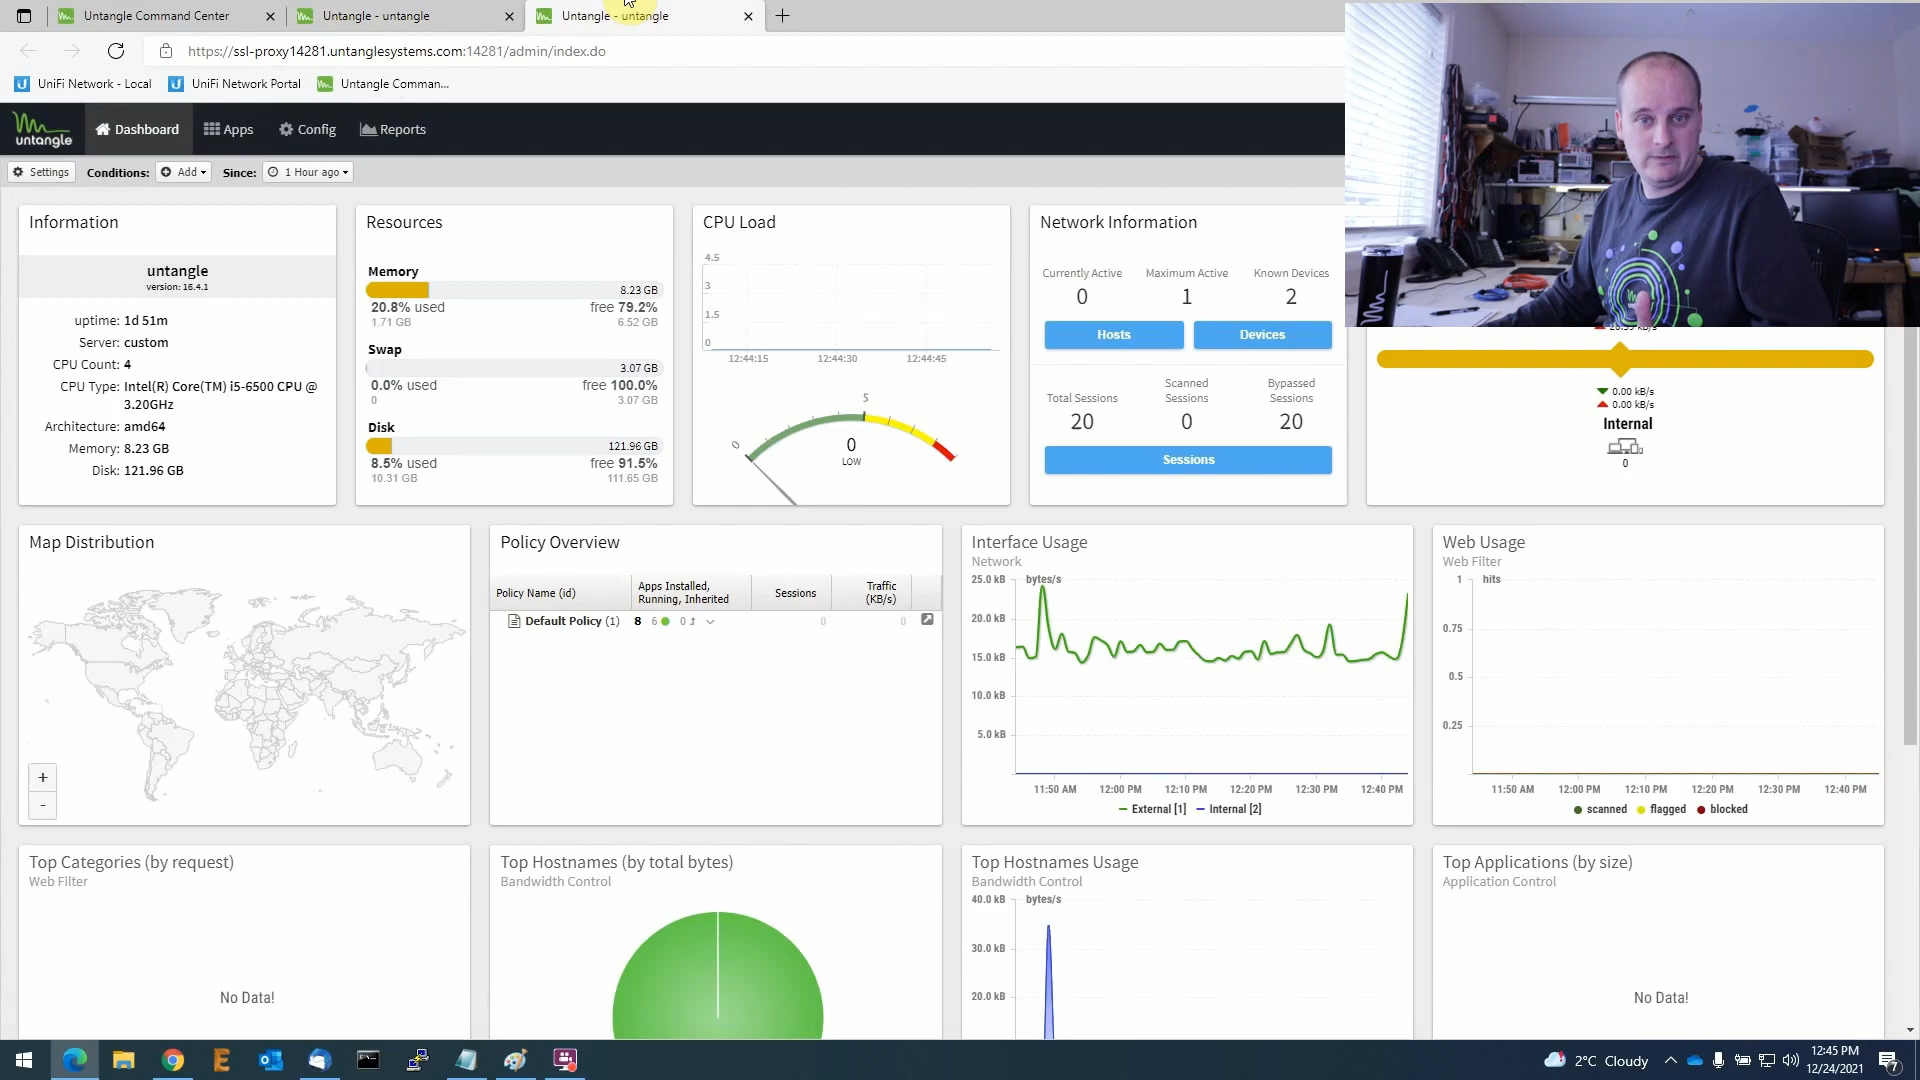 Untangle Command Center
Untangle - untangle
Untangle - untangle
https://ssl-proxy14281.untanglesystems.com:14281/admin/index.do
UniFi Network - Local
UniFi Network Portal
Untangle Comman...
untangle
Dashboard
Apps
Config
Reports
Settings
Conditions:
Add
Since:
1 Hour ago
Information
untangle
version: 16.4.1
uptime: 1d 51m
Server: custom
CPU Count: 4
CPU Type: Intel(R) Core(TM) i5-6500 CPU @
3.20GHz
Architecture: amd64
Memory: 8.23 GB
Disk: 121.96 GB
Resources
Memory
8.23 GB
20.8% used free 79.2%
1.71 GB 6.52 GB
Swap
3.07 GB
0.0% used free 100.0%
0 3.07 GB
Disk
121.96 GB
8.5% used free 91.5%
10.31 GB 111.65 GB
CPU Load
4.5
3
1.5
0
12:44:15 12:44:30 12:44:45
5
0
0
LOW
Network Information
Currently Active Maximum Active Known Devices
0 1 2
Hosts Devices
Total Sessions
Scanned
Sessions
Bypassed
Sessions
20 0 20
Sessions
0.00 kB/s
0.00 kB/s
Internal
0
Map Distribution
+
-
Policy Overview
Policy Name (id)
Apps Installed,
Running, Inherited
Sessions
Traffic
(KB/s)
Default Policy (1) 8 6 0 0 0
Interface Usage
Network
bytes/s
25.0 kB
20.0 kB
15.0 kB
10.0 kB
5.0 kB
11:50 AM 12:00 PM 12:10 PM 12:20 PM 12:30 PM 12:40 PM
External [1] Internal [2]
Web Usage
Web Filter
1 hits
0.75
0.5
0.25
11:50 AM 12:00 PM 12:10 PM 12:20 PM 12:30 PM 12:40 PM
scanned flagged blocked
Top Categories (by request)
Web Filter
No Data!
Top Hostnames (by total bytes)
Bandwidth Control
Top Hostnames Usage
Bandwidth Control
bytes/s
40.0 kB
30.0 kB
20.0 kB
Top Applications (by size)
Application Control
No Data!
2°C Cloudy
12:45 PM
12/24/2021
7